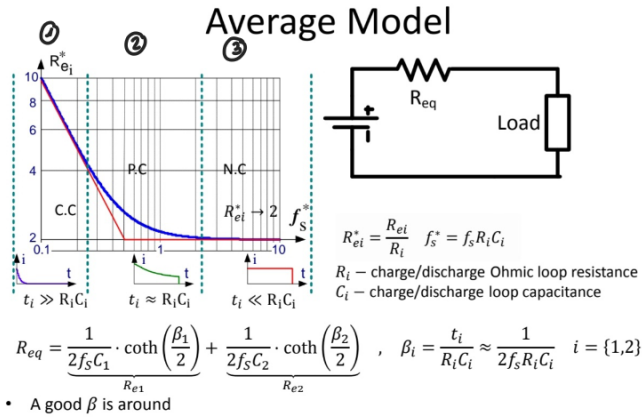 Average Model
① ② ③
R*ei
10
8
6
4
2
P.C
N.C
C.C
R*ei → 2
f*s
0.1
1
10
i t
i t
i t
ti ≫ RiCi
ti ≈ RiCi
ti ≪ RiCi
Req
+
Load
R*ei = Rei/Ri   f*s = fsRiCi
Ri − charge/discharge Ohmic loop resistance
Ci − charge/discharge loop capacitance
Req = 1/(2fSC1) · coth(β1/2) + 1/(2fSC2) · coth(β2/2) , βi = ti/(RiCi) ≈ 1/(2fSRiCi)   i = {1,2}
Re1
Re2
• A good β is around